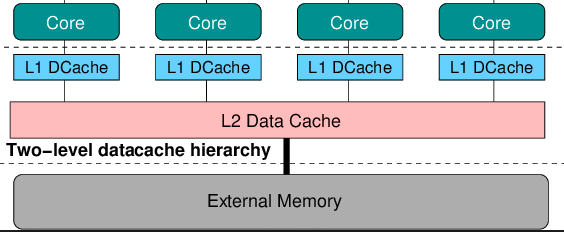 Core Core Core Core
L1 DCache L1 DCache L1 DCache L1 DCache
L2 Data Cache
Two−level datacache hierarchy
External Memory